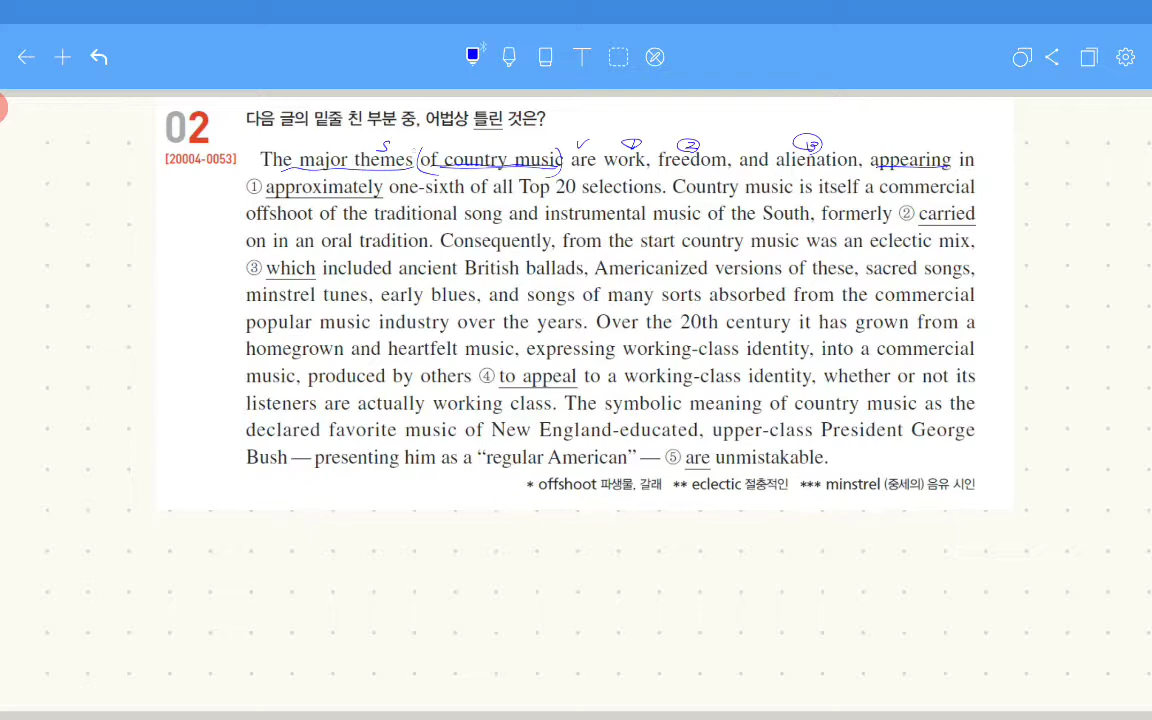 02
[20004-0053]
다음 글의 밑줄 친 부분 중, 어법상 틀린 것은?
S V ① ② ③
The major themes (of country music) are work, freedom, and alienation, appearing in
① approximately one-sixth of all Top 20 selections. Country music is itself a commercial
offshoot of the traditional song and instrumental music of the South, formerly ② carried
on in an oral tradition. Consequently, from the start country music was an eclectic mix,
③ which included ancient British ballads, Americanized versions of these, sacred songs,
minstrel tunes, early blues, and songs of many sorts absorbed from the commercial
popular music industry over the years. Over the 20th century it has grown from a
homegrown and heartfelt music, expressing working-class identity, into a commercial
music, produced by others ④ to appeal to a working-class identity, whether or not its
listeners are actually working class. The symbolic meaning of country music as the
declared favorite music of New England-educated, upper-class President George
Bush — presenting him as a “regular American” — ⑤ are unmistakable.
* offshoot 파생물, 갈래 ** eclectic 절충적인 *** minstrel (중세의) 음유 시인